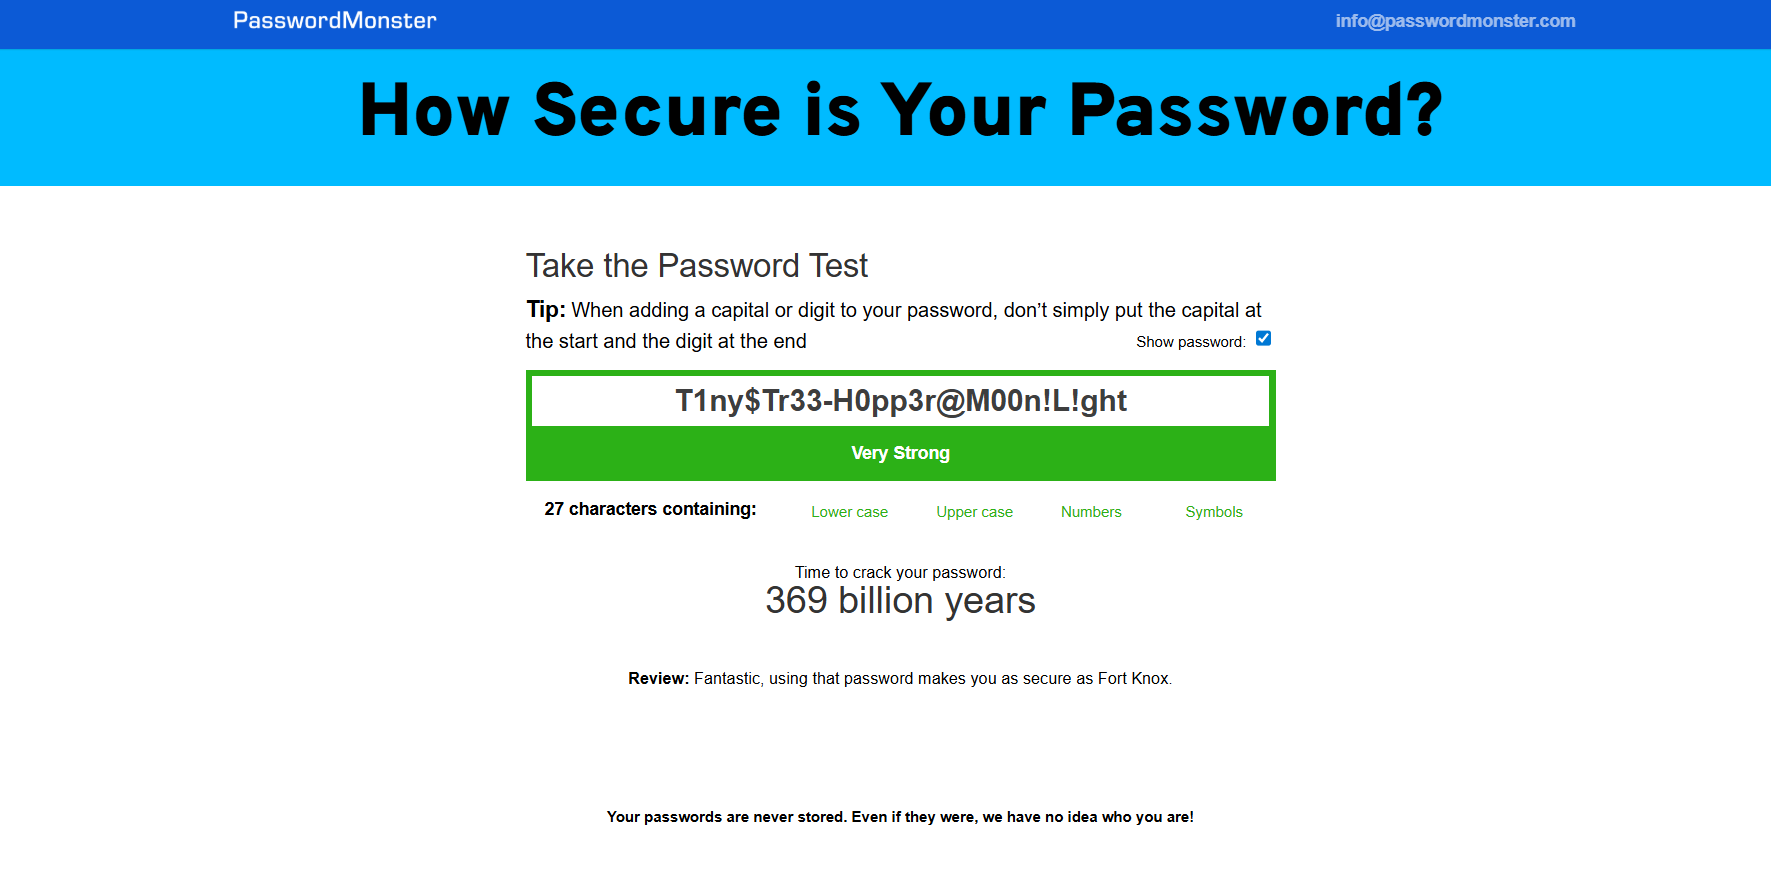 PasswordMonster
info@passwordmonster.com
How Secure is Your Password?
Take the Password Test
Tip: When adding a capital or digit to your password, don’t simply put the capital at
the start and the digit at the end
Show password:
T1ny$Tr33-H0pp3r@M00n!L!ght
Very Strong
27 characters containing:
Lower case
Upper case
Numbers
Symbols
Time to crack your password:
369 billion years
Review: Fantastic, using that password makes you as secure as Fort Knox.
Your passwords are never stored. Even if they were, we have no idea who you are!